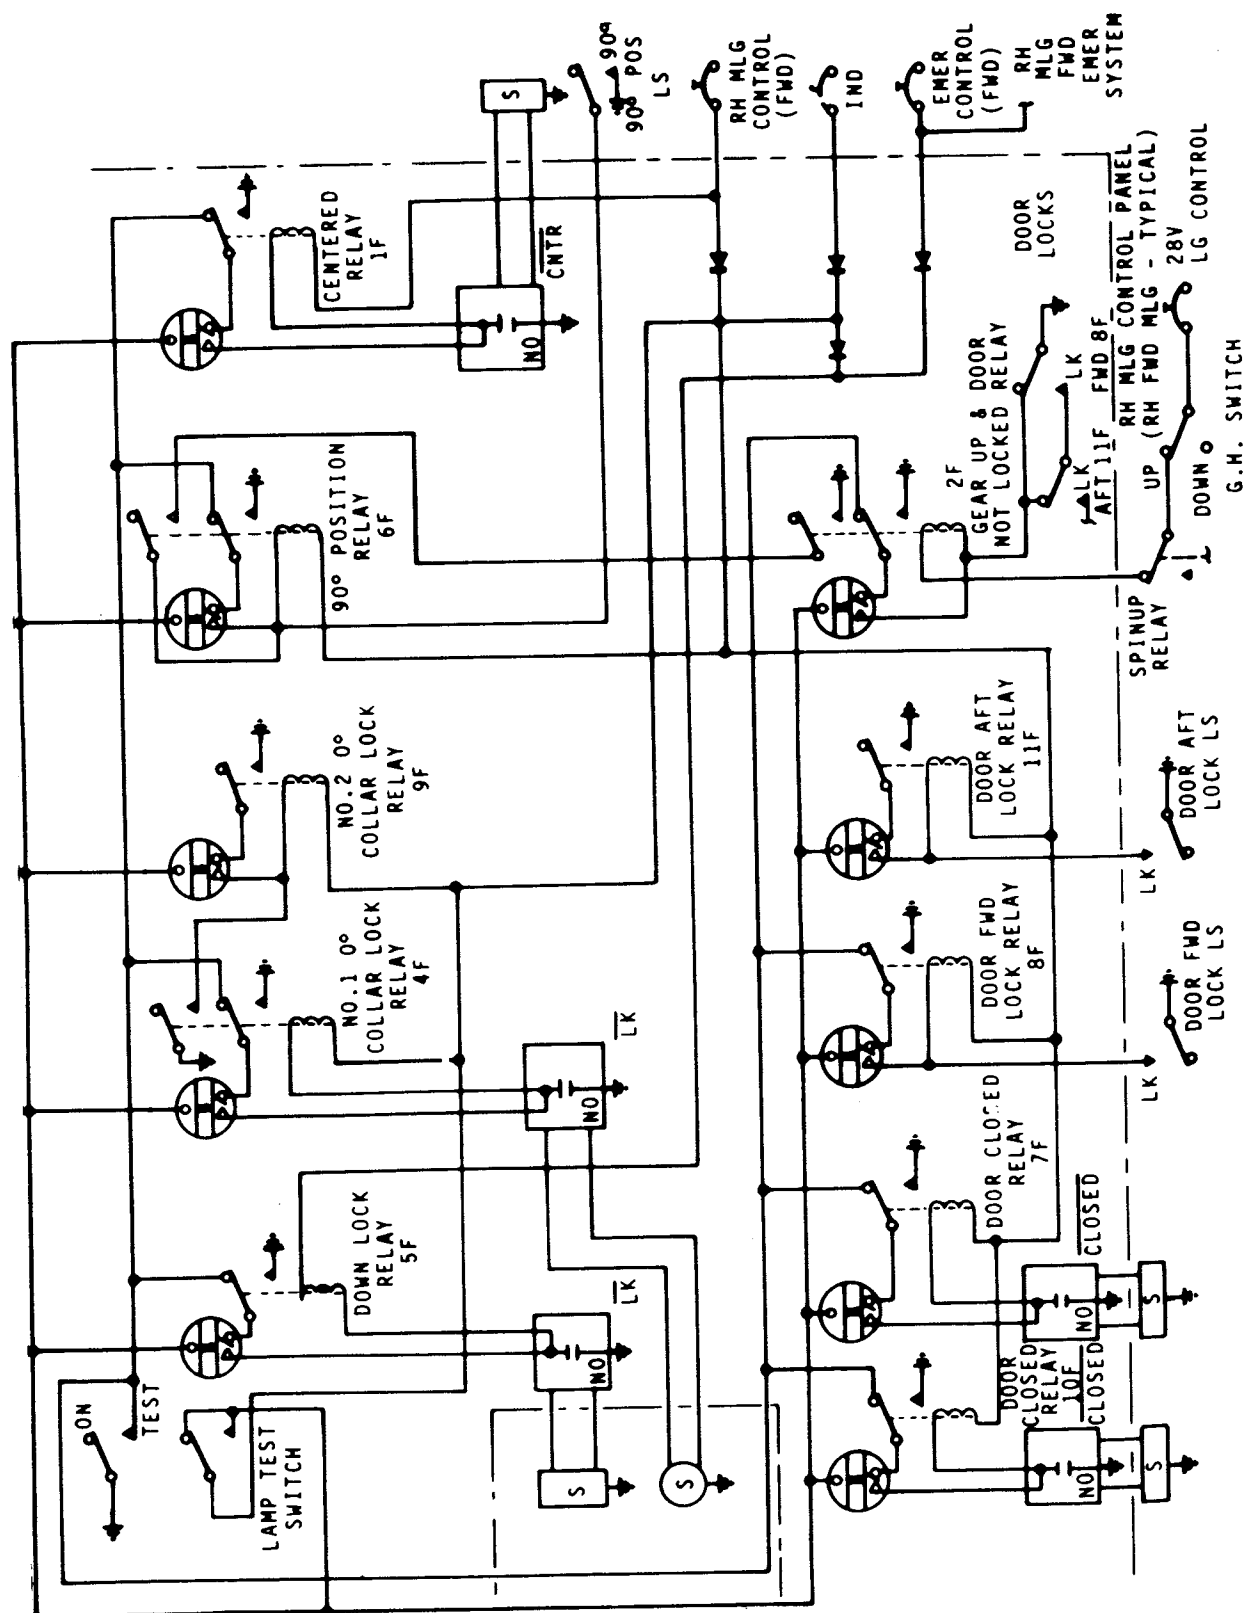 ON
TEST
LAMP TEST
SWITCH
DOWN LOCK
RELAY
5F
NO.1 0°
COLLAR LOCK
RELAY
4F
NO.2 0°
COLLAR LOCK
RELAY
9F
90° POSITION
RELAY
6F
CENTERED
RELAY
1F
S
NO
LK
S
NO
LK
NO
CNTR
S
90°
90° POS
LS
RH MLG
CONTROL
(FWD)
IND
EMER
CONTROL
(FWD)
RH
MLG
FWD
EMER
SYSTEM
DOOR
CLOSED
RELAY
10F
CLOSED
NO
S
DOOR CLOSED
RELAY
7F
CLOSED
NO
S
DOOR FWD
LOCK RELAY
8F
LK
DOOR FWD
LOCK LS
DOOR AFT
LOCK RELAY
11F
LK
DOOR AFT
LOCK LS
2F
GEAR UP & DOOR
NOT LOCKED RELAY
DOOR
LOCKS
LK
AFT 11F
LK
FWD 8F
RH MLG CONTROL PANEL
(RH FWD MLG - TYPICAL)
SPINUP
RELAY
UP
DOWN
G.H. SWITCH
28V
LG CONTROL